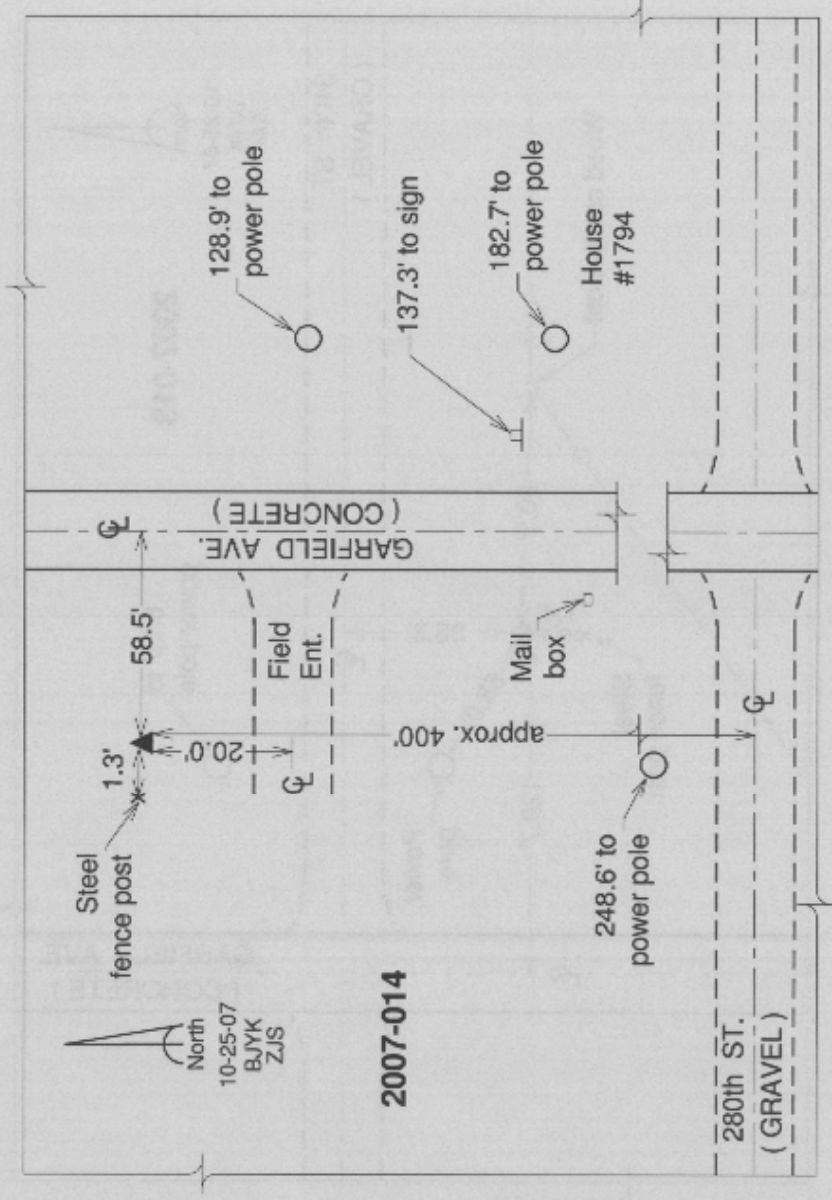 North
10-25-07
BJYK
ZJS
2007-014
Steel
fence post
1.3'
58.5'
℄
20.0'
℄
Field
Ent.
GARFIELD AVE.
( CONCRETE )
128.9' to
power pole
137.3' to sign
182.7' to
power pole
House
#1794
Mail
box
approx. 400'
248.6' to
power pole
℄
280th ST.
( GRAVEL )